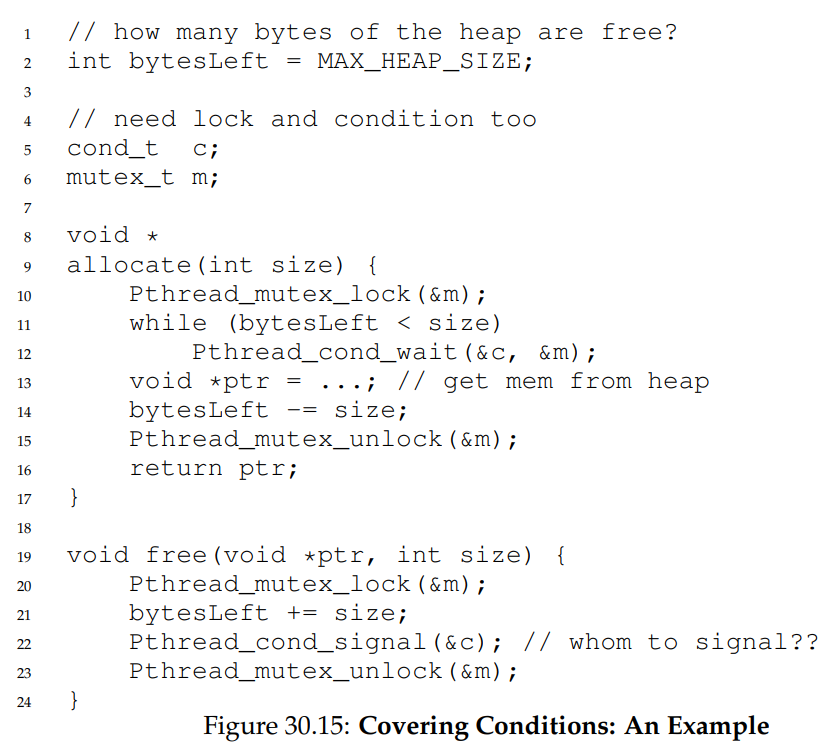 1 // how many bytes of the heap are free?
2 int bytesLeft = MAX_HEAP_SIZE;
3
4 // need lock and condition too
5 cond_t  c;
6 mutex_t m;
7
8 void *
9 allocate(int size) {
10     Pthread_mutex_lock(&m);
11     while (bytesLeft < size)
12         Pthread_cond_wait(&c, &m);
13     void *ptr = ...; // get mem from heap
14     bytesLeft -= size;
15     Pthread_mutex_unlock(&m);
16     return ptr;
17 }
18
19 void free(void *ptr, int size) {
20     Pthread_mutex_lock(&m);
21     bytesLeft += size;
22     Pthread_cond_signal(&c); // whom to signal??
23     Pthread_mutex_unlock(&m);
24 }
Figure 30.15: Covering Conditions: An Example